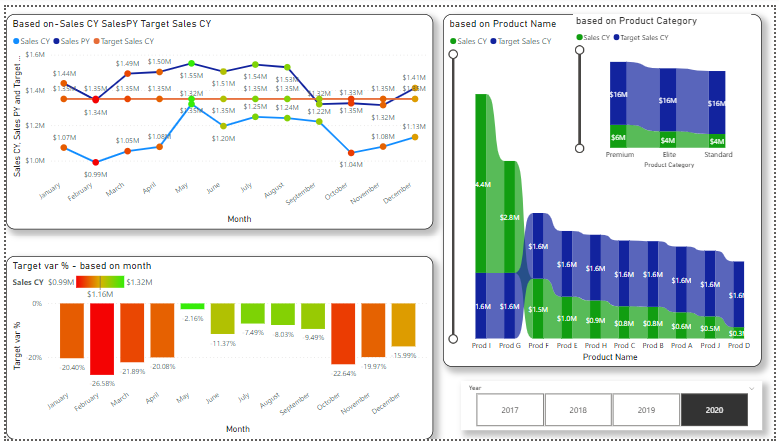 Based on-Sales CY SalesPY Target Sales CY
Sales CY Sales PY Target Sales CY
Sales CY, Sales PY and Target ...
$1.6M
$1.4M
$1.2M
$1.0M
$1.44M $1.35M $1.49M $1.50M $1.55M $1.51M $1.54M $1.53M $1.32M $1.33M $1.35M $1.41M
$1.34M $1.35M $1.35M $1.32M $1.35M $1.35M $1.35M $1.35M $1.22M $1.35M $1.32M
$1.07M $0.99M $1.05M $1.08M $1.35M $1.20M $1.25M $1.24M $1.04M $1.08M $1.13M
January February March April May June July August September October November December
Month
Target var % - based on month
Sales CY $0.99M $1.32M
$1.16M
Target var %
0%
20%
-20.40% -26.58% -21.89% -20.08% -2.16% -11.37% -7.49% -8.03% -9.49% -22.64% -19.97% -15.99%
January February March April May June July August September October November December
Month
based on Product Name
Sales CY Target Sales CY
4.4M $2.8M $1.6M $1.6M $1.6M $1.6M $1.6M $1.6M $1.6M
1.6M $1.6M $1.5M $1.0M $0.9M $0.8M $0.8M $0.6M $0.5M
Prod I Prod G Prod F Prod E Prod H Prod C Prod B Prod A Prod J Prod D
Product Name
based on Product Category
Sales CY Target Sales CY
$16M $16M $16M
$6M $4M $4M
Premium Elite Standard
Product Category
Year
2017 2018 2019 2020